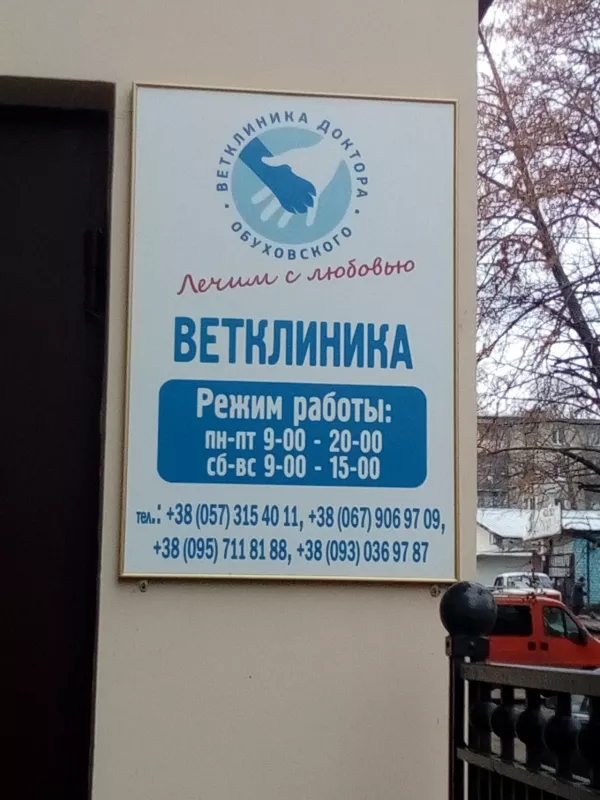 ВЕТКЛИНИКА ДОКТОРА
ОБУХОВСКОГО
Лечим с любовью
ВЕТКЛИНИКА
Режим работы:
пн-пт 9-00 - 20-00
сб-вс 9-00 - 15-00
тел.: +38 (057) 315 40 11, +38 (067) 906 97 09,
+38 (095) 711 81 88, +38 (093) 036 97 87